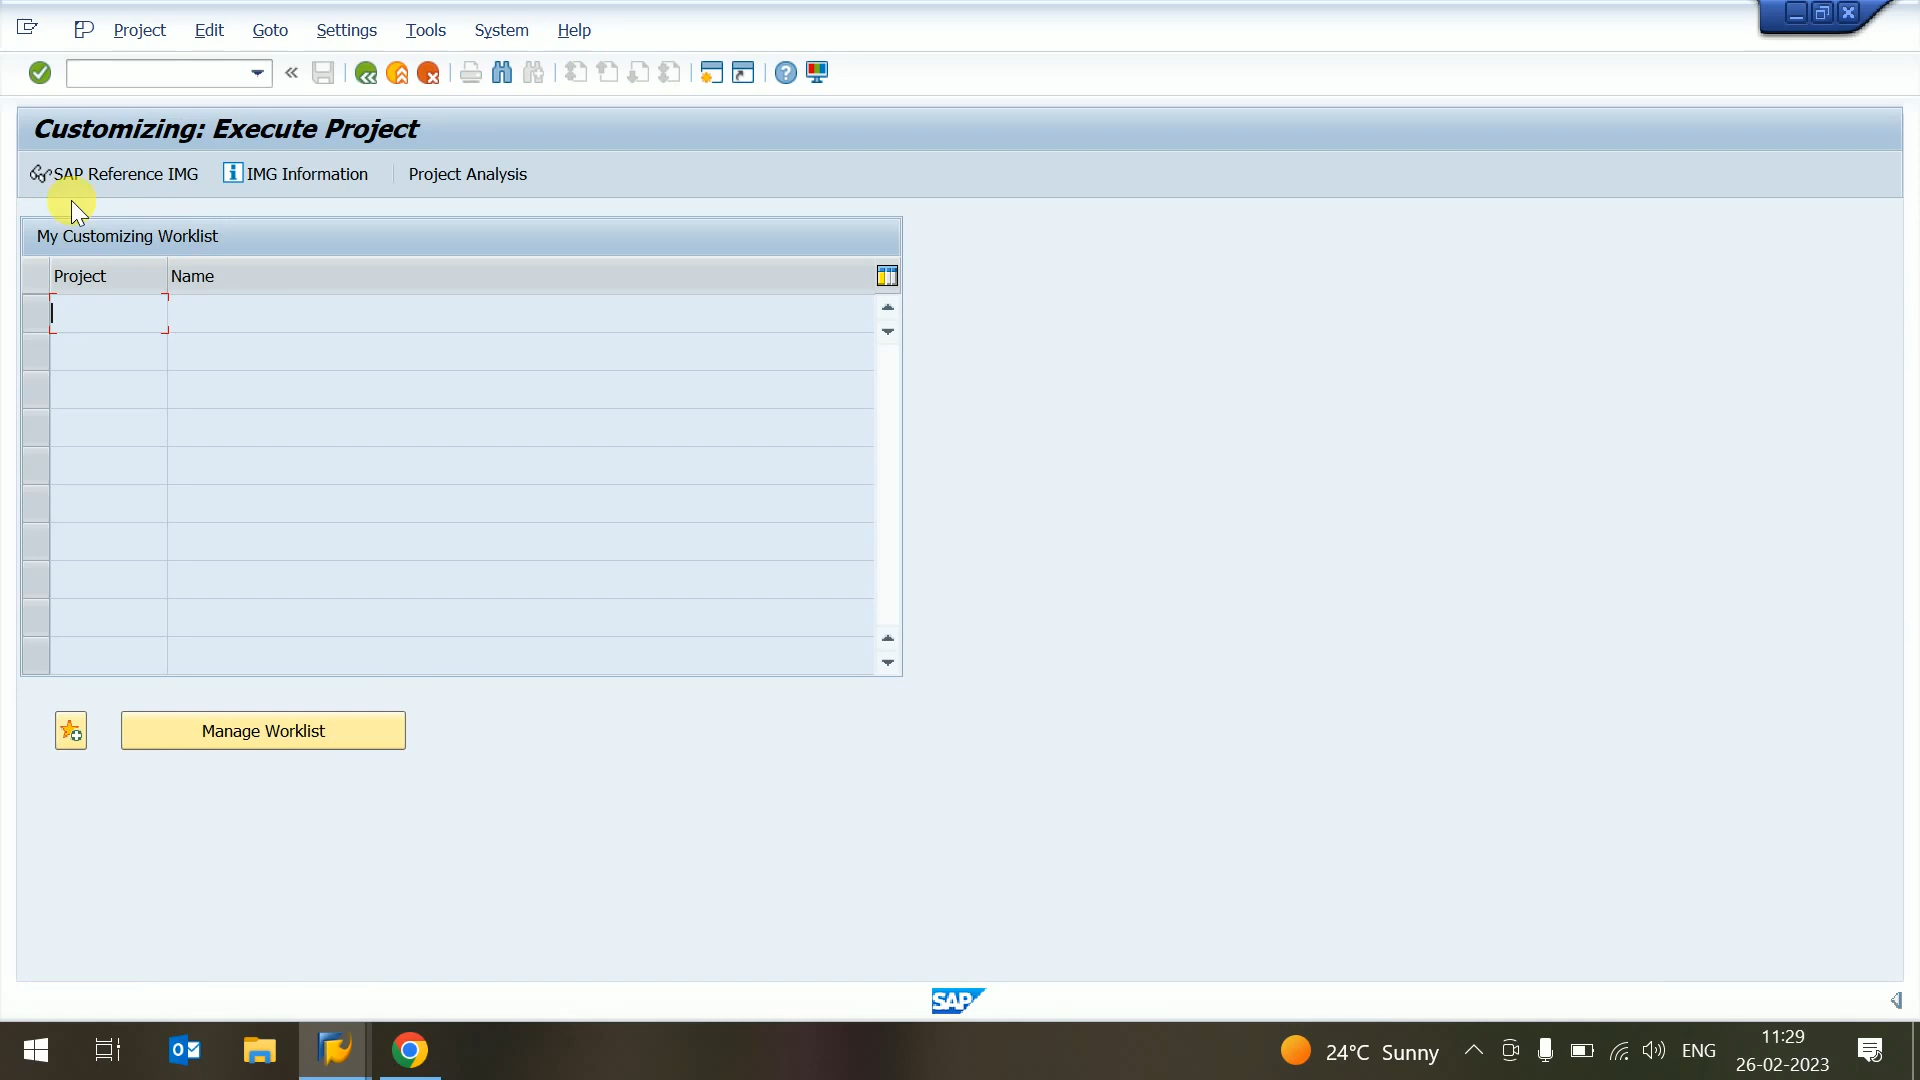 Project Edit Goto Settings Tools System Help
Customizing: Execute Project
SAP Reference IMG IMG Information Project Analysis
My Customizing Worklist
Project Name
Manage Worklist
SAP
24°C Sunny ENG 11:29
26-02-2023